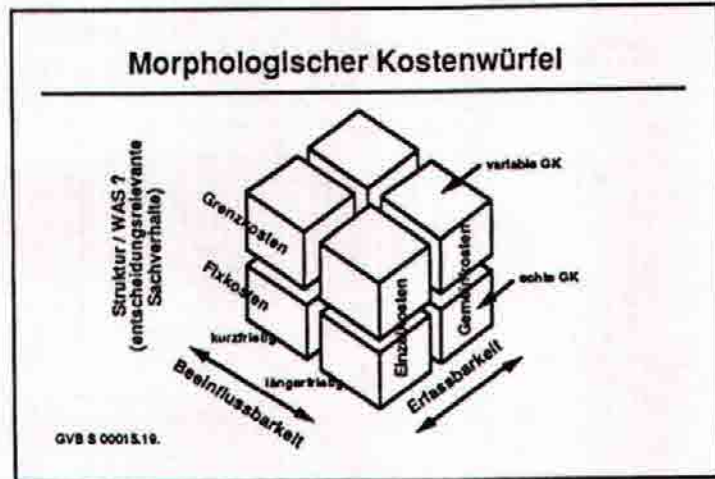 Morphologischer Kostenwürfel
Struktur / WAS ?
(entscheidungsrelevante
Sachverhalte)
variable GK
Grenzkosten
Fixkosten
Einzelkosten
Gemeinkosten
echte GK
kurzfristig
längerfristig
Beeinflussbarkeit
Erfassbarkeit
GVB S 00015.19.